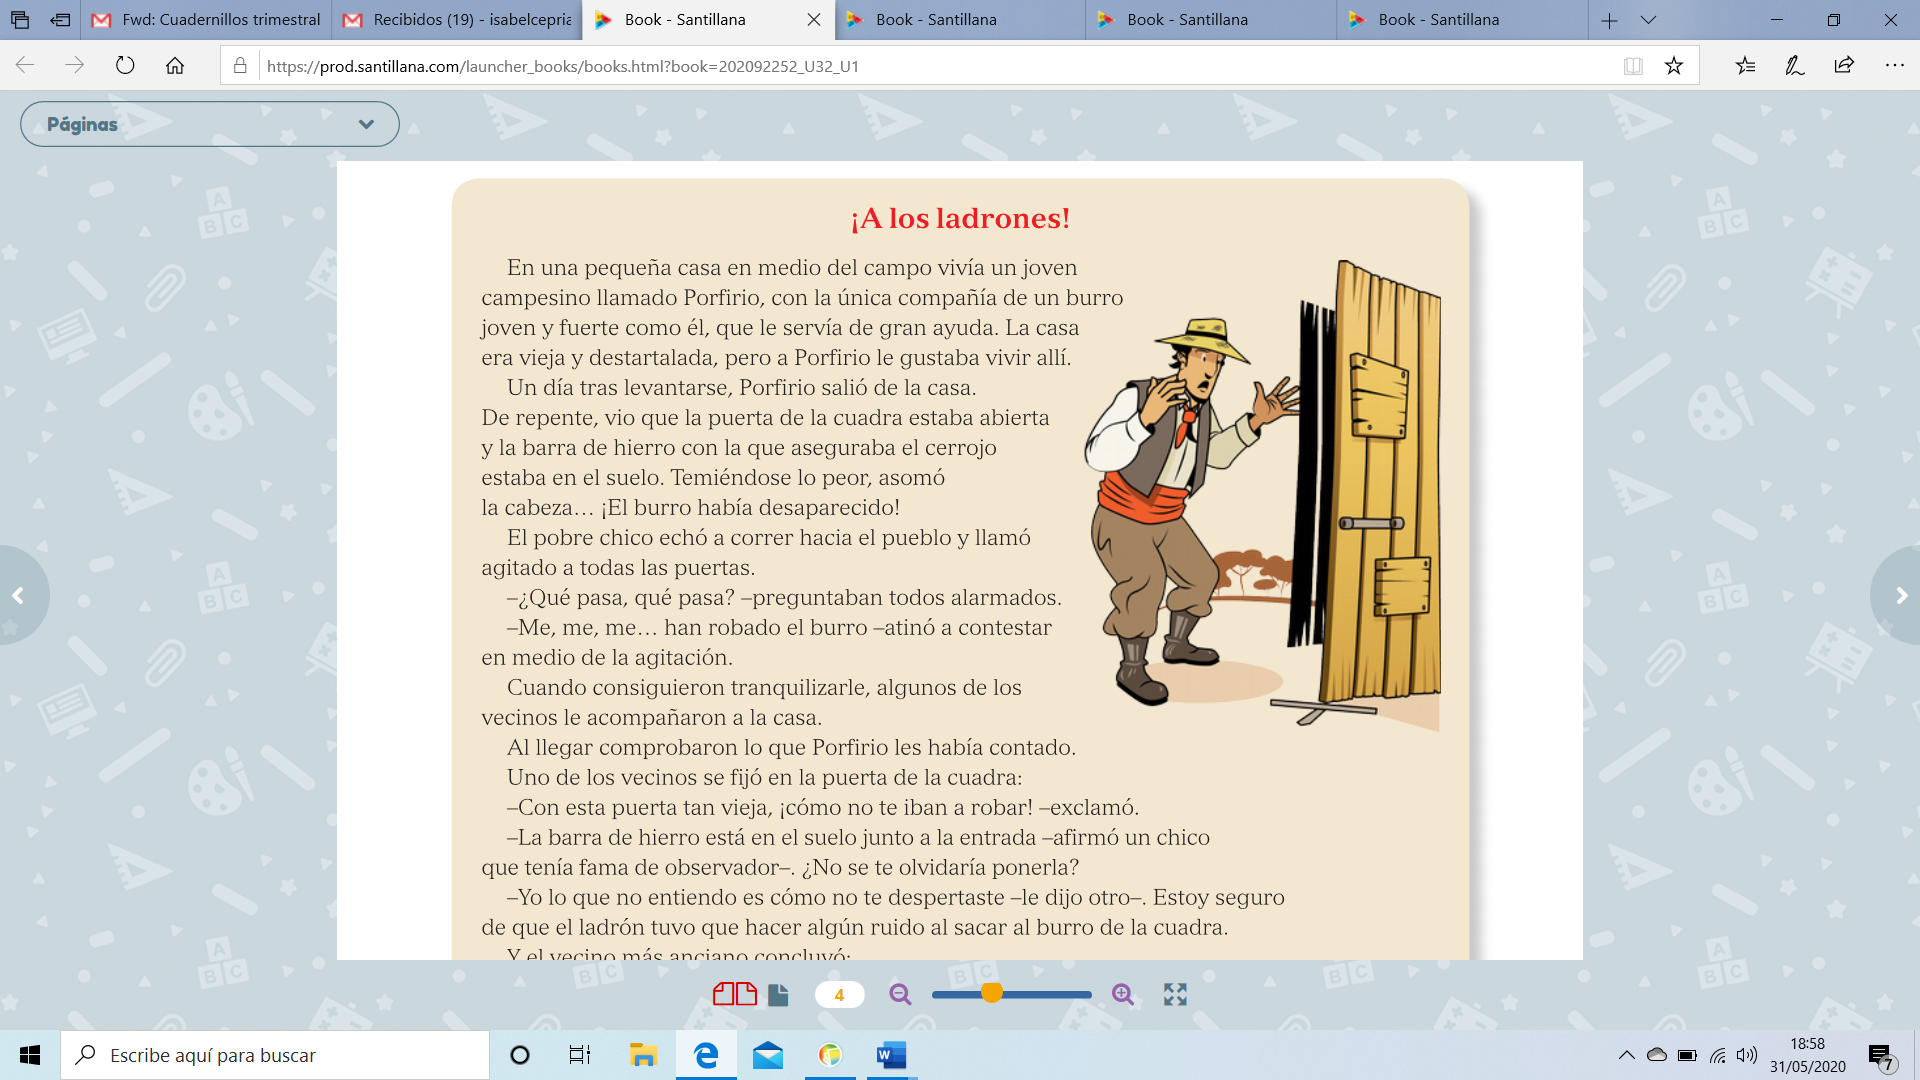 Fwd: Cuadernillos trimestral
Recibidos (19) - isabelcepria
Book - Santillana
Book - Santillana
Book - Santillana
Book - Santillana
https://prod.santillana.com/launcher_books/books.html?book=202092252_U32_U1
Páginas
¡A los ladrones!
En una pequeña casa en medio del campo vivía un joven
campesino llamado Porfirio, con la única compañía de un burro
joven y fuerte como él, que le servía de gran ayuda. La casa
era vieja y destartalada, pero a Porfirio le gustaba vivir allí.
Un día tras levantarse, Porfirio salió de la casa.
De repente, vio que la puerta de la cuadra estaba abierta
y la barra de hierro con la que aseguraba el cerrojo
estaba en el suelo. Temiéndose lo peor, asomó
la cabeza… ¡El burro había desaparecido!
El pobre chico echó a correr hacia el pueblo y llamó
agitado a todas las puertas.
–¿Qué pasa, qué pasa? –preguntaban todos alarmados.
–Me, me, me… han robado el burro –atinó a contestar
en medio de la agitación.
Cuando consiguieron tranquilizarle, algunos de los
vecinos le acompañaron a la casa.
Al llegar comprobaron lo que Porfirio les había contado.
Uno de los vecinos se fijó en la puerta de la cuadra:
–Con esta puerta tan vieja, ¡cómo no te iban a robar! –exclamó.
–La barra de hierro está en el suelo junto a la entrada –afirmó un chico
que tenía fama de observador–. ¿No se te olvidaría ponerla?
–Yo lo que no entiendo es cómo no te despertaste –le dijo otro–. Estoy seguro
de que el ladrón tuvo que hacer algún ruido al sacar al burro de la cuadra.
Y el vecino más anciano concluyó:
4
Escribe aquí para buscar
18:58
31/05/2020
7